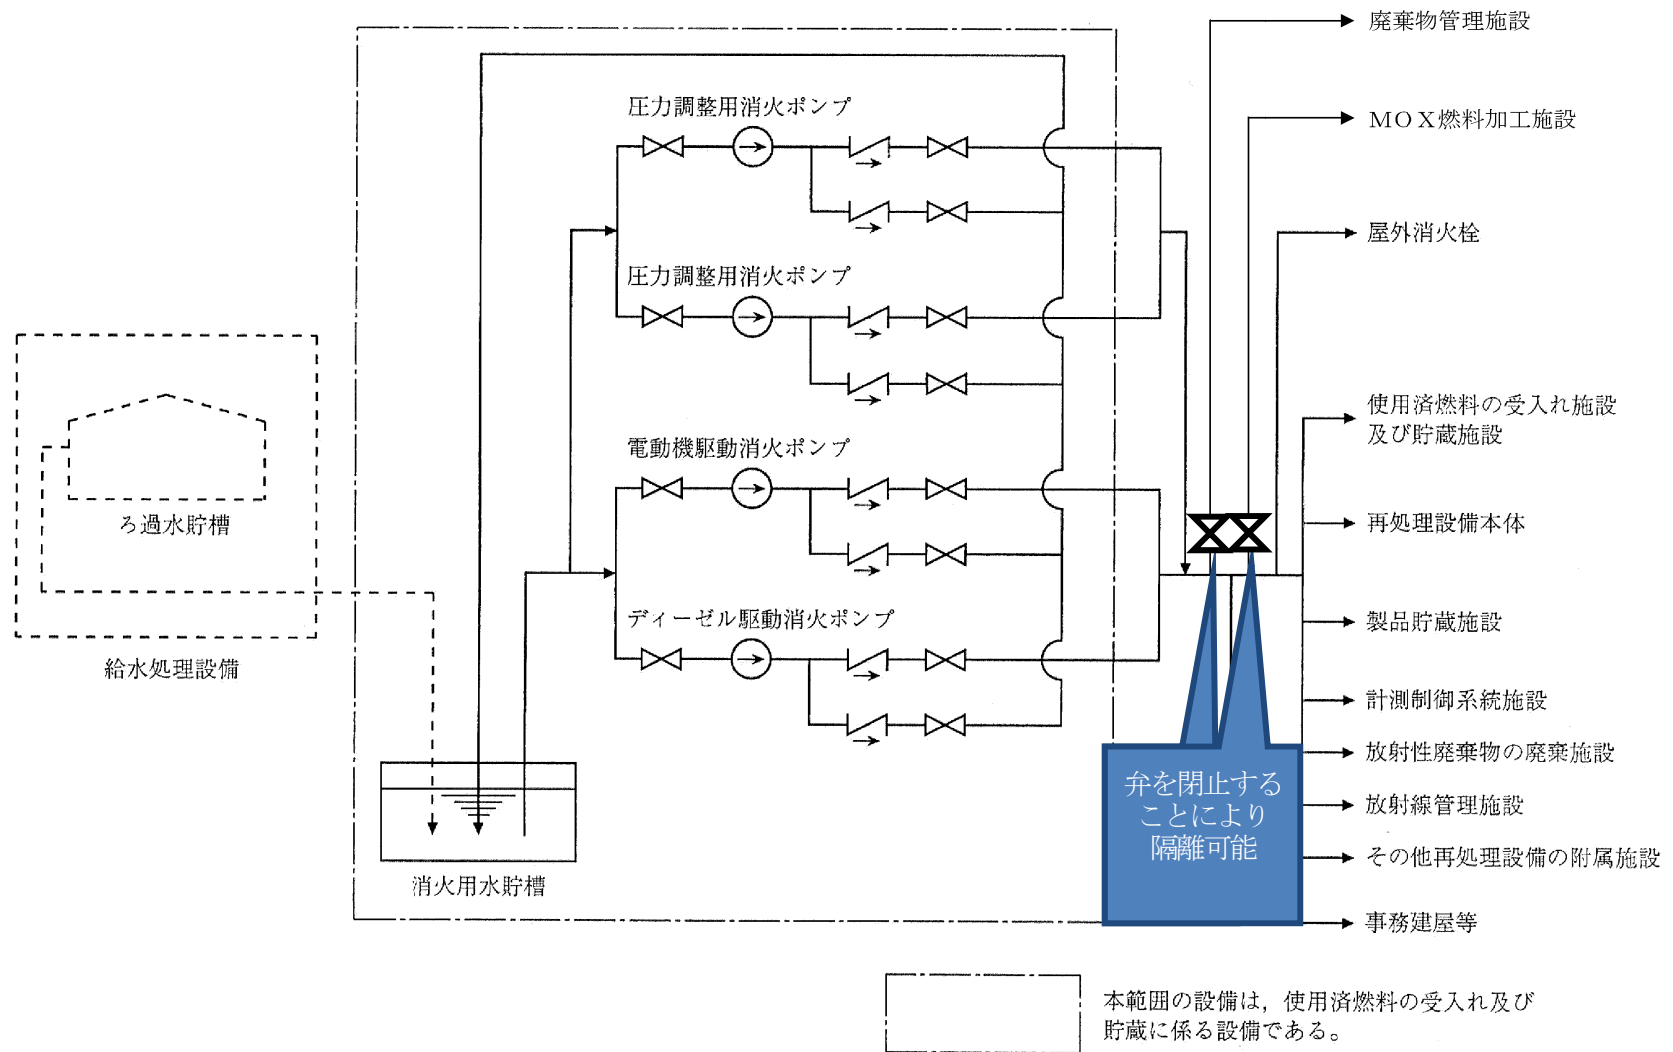 廃棄物管理施設
ＭＯＸ燃料加工施設
屋外消火栓
使用済燃料の受入れ施設
及び貯蔵施設
再処理設備本体
製品貯蔵施設
計測制御系統施設
放射性廃棄物の廃棄施設
放射線管理施設
その他再処理設備の附属施設
事務建屋等
圧力調整用消火ポンプ
圧力調整用消火ポンプ
電動機駆動消火ポンプ
ディーゼル駆動消火ポンプ
ろ過水貯槽
給水処理設備
消火用水貯槽
弁を閉止する
ことにより
隔離可能
本範囲の設備は，使用済燃料の受入れ及び
貯蔵に係る設備である。